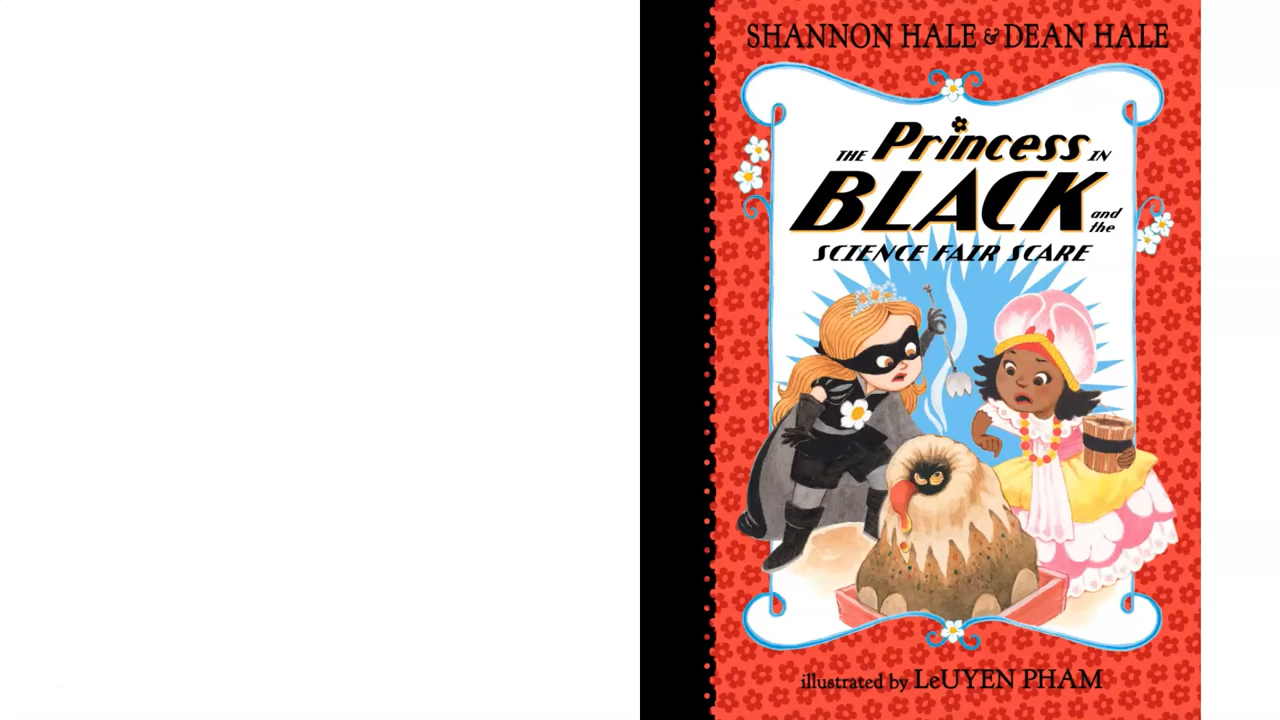 SHANNON HALE & DEAN HALE
THE Princess IN
BLACK and the
SCIENCE FAIR SCARE
illustrated by LeUYEN PHAM